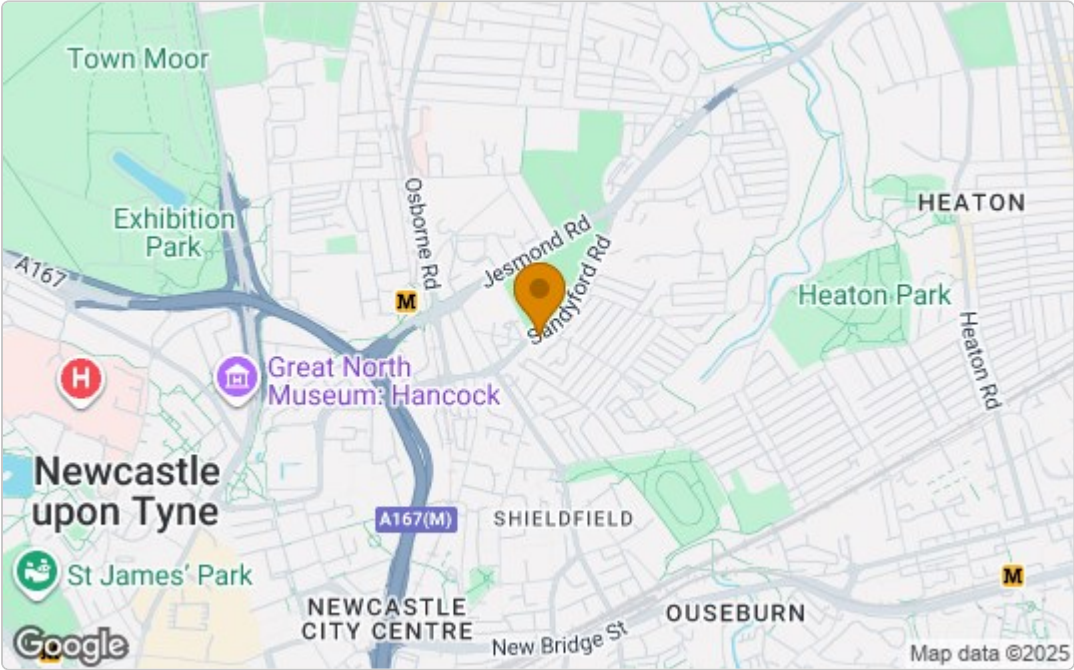 Town Moor
Exhibition
Park
A167
Osborne Rd
Jesmond Rd
Sandyford Rd
HEATON
Heaton Park
Heaton Rd
M
H
Great North
Museum: Hancock
Newcastle
upon Tyne
A167(M)
SHIELDFIELD
St James' Park
M
NEWCASTLE
CITY CENTRE
OUSEBURN
New Bridge St
Google
Map data ©2025